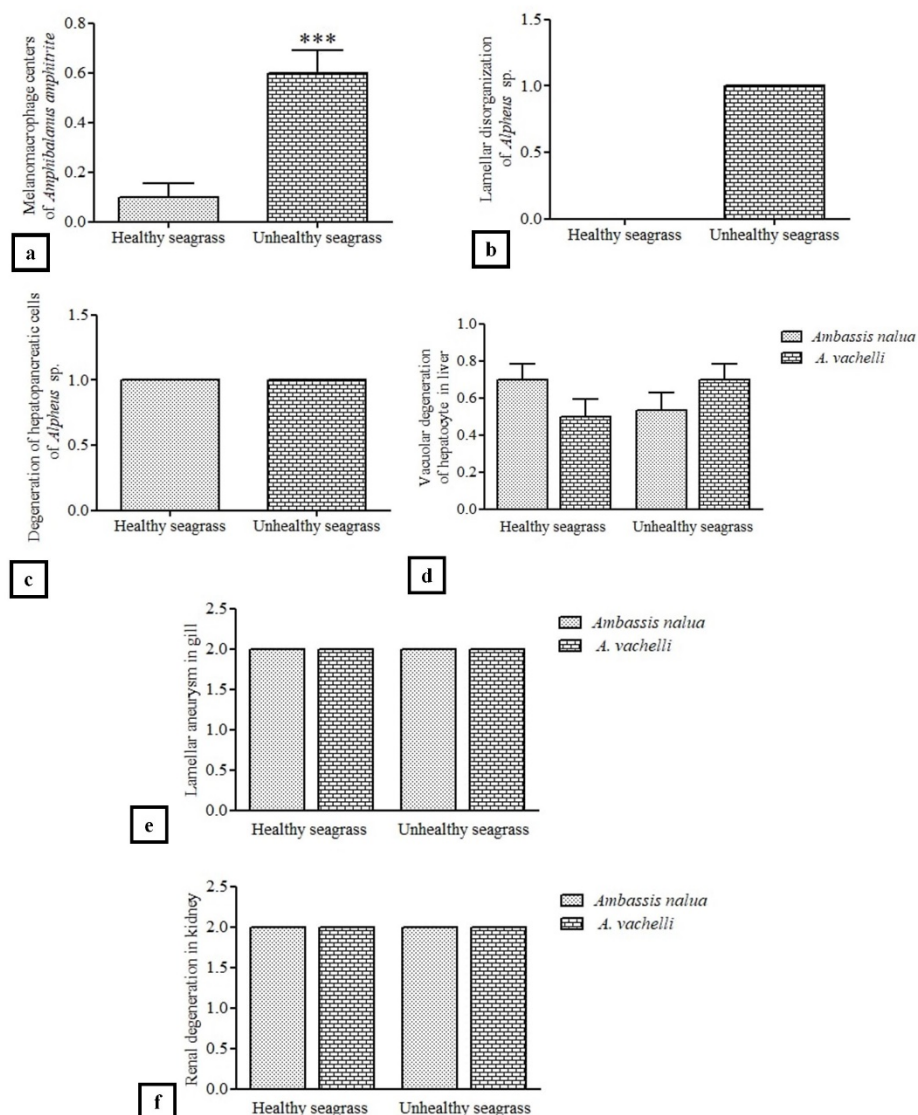 Melanomacrophage centers
of Amphibalanus amphitrite
0.8
0.6
0.4
0.2
0.0
***
Healthy seagrass
Unhealthy seagrass
a
Lamellar disorganization
of Alpheus sp.
1.5
1.0
0.5
0.0
Healthy seagrass
Unhealthy seagrass
b
Degeneration of hepatopancreatic cells
of Alpheus sp.
1.5
1.0
0.5
0.0
Healthy seagrass
Unhealthy seagrass
c
Vacuolar degeneration
of hepatocyte in liver
1.0
0.8
0.6
0.4
0.2
0.0
Healthy seagrass
Unhealthy seagrass
Ambassis nalua
A. vachelli
d
Lamellar aneurysm in gill
2.5
2.0
1.5
1.0
0.5
0.0
Healthy seagrass
Unhealthy seagrass
Ambassis nalua
A. vachelli
e
Renal degeneration in kidney
2.5
2.0
1.5
1.0
0.5
0.0
Healthy seagrass
Unhealthy seagrass
Ambassis nalua
A. vachelli
f